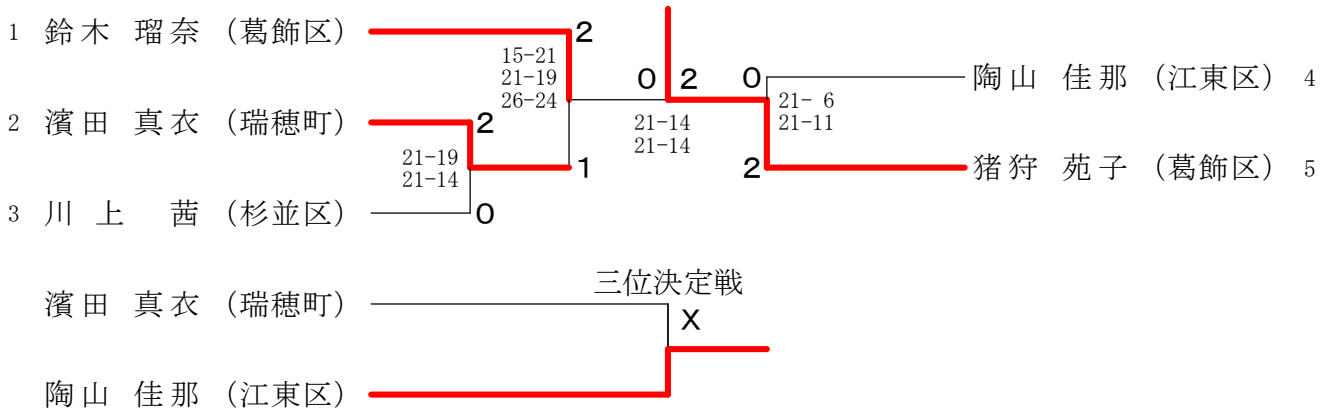 1 鈴木 瑠奈 (葛飾区)
2
15-21
21-19
26-24
0 2 0
陶山 佳那 (江東区) 4
21- 6
21-11
2 濱田 真衣 (瑞穂町)
2
21-14
21-14
21-19
21-14
1
2
猪狩 苑子 (葛飾区) 5
3 川上 茜 (杉並区)
0
三位決定戦
濱田 真衣 (瑞穂町)
X
陶山 佳那 (江東区)